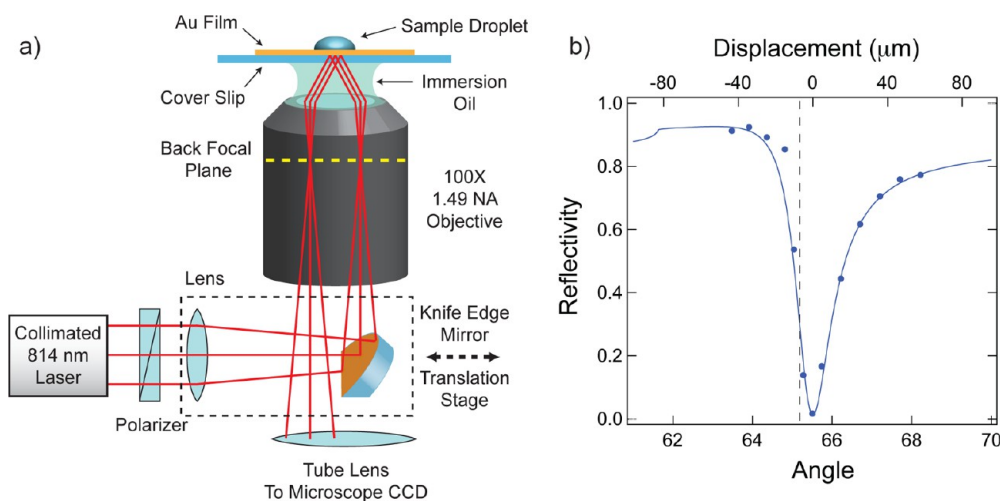 a)
Au Film
Sample Droplet
Cover Slip
Immersion
Oil
Back Focal
Plane
100X
1.49 NA
Objective
Lens
Knife Edge
Mirror
Collimated
814 nm
Laser
Translation
Stage
Polarizer
Tube Lens
To Microscope CCD
b)
Displacement (μm)
-80 -40 0 40 80
1.0
0.8
0.6
0.4
0.2
0.0
Reflectivity
62 64 66 68 70
Angle